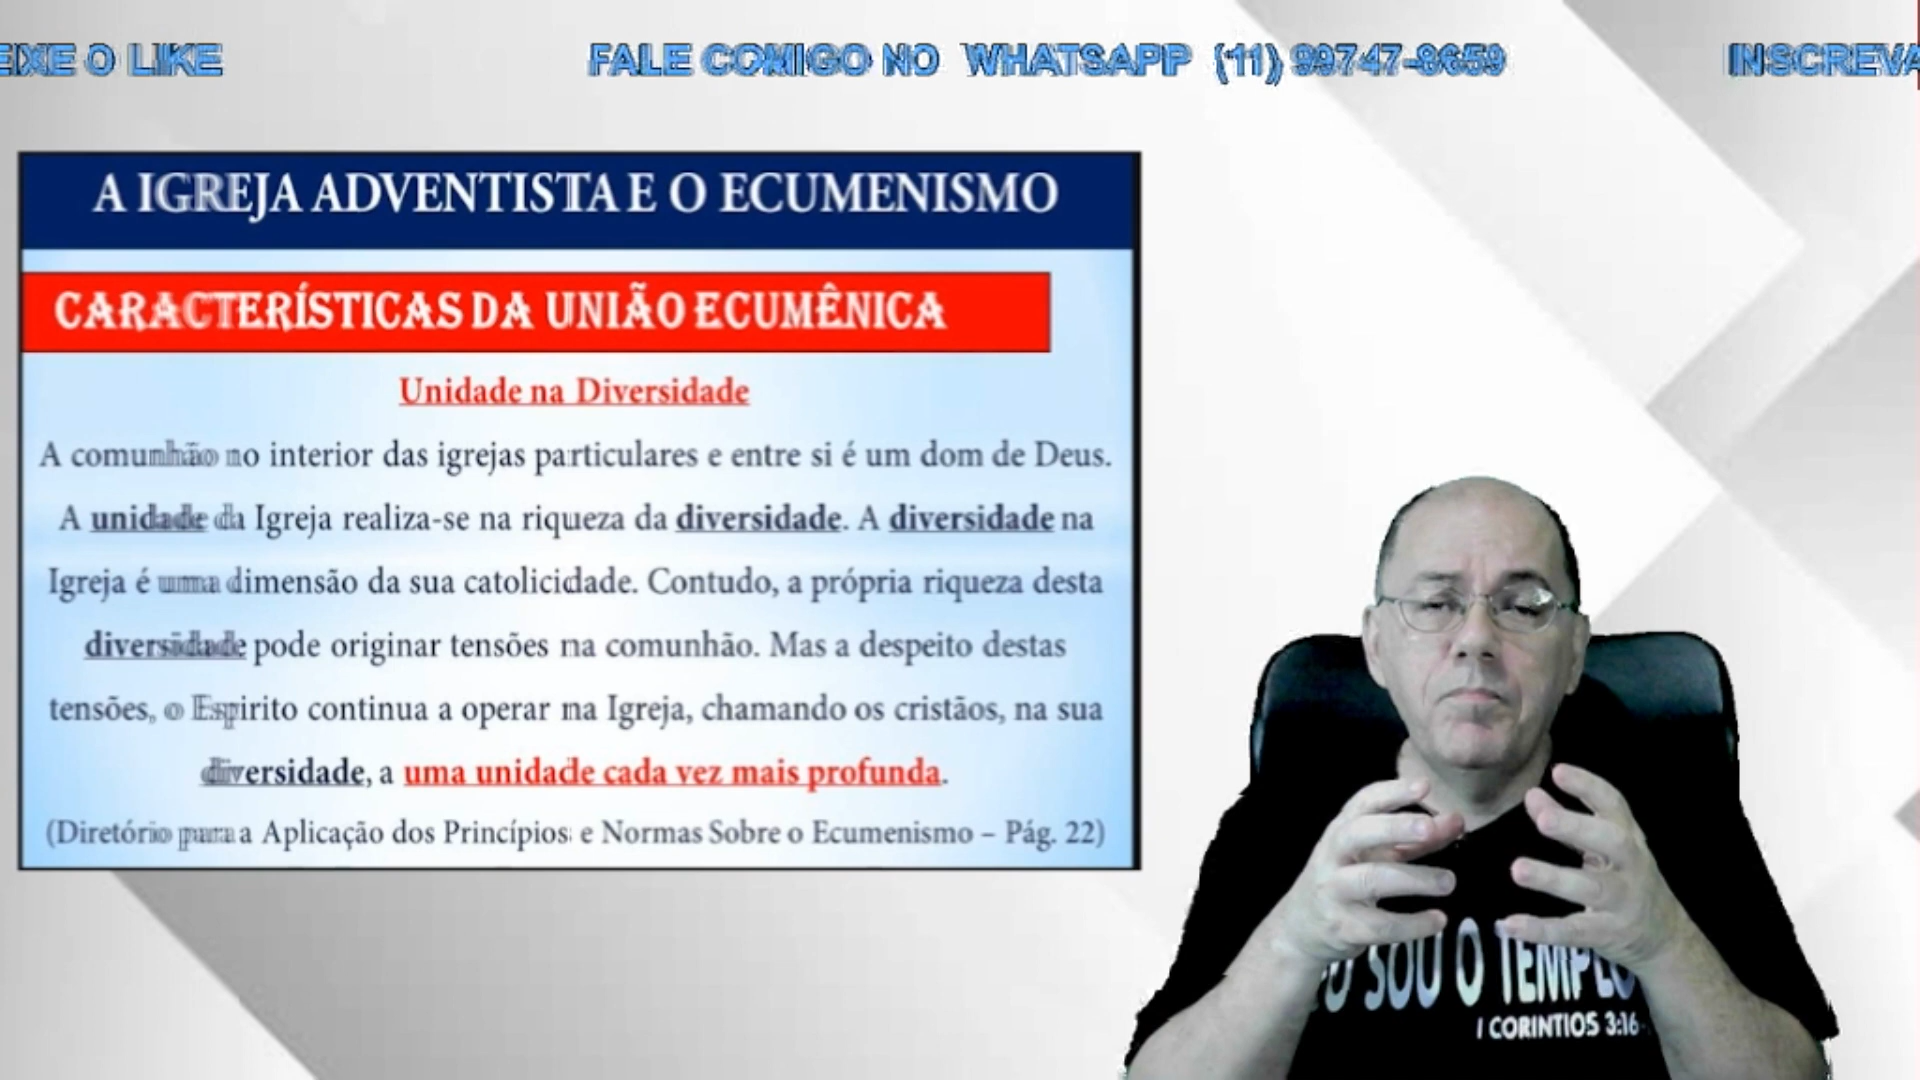 EIXE O LIKE FALE COMIGO NO WHATSAPP (11) 99747-8659 INSCREVA
A IGREJA ADVENTISTA E O ECUMENISMO
CARACTERÍSTICAS DA UNIÃO ECUMÊNICA
Unidade na Diversidade
A comunhão no interior das igrejas particulares e entre si é um dom de Deus.
A unidade da Igreja realiza-se na riqueza da diversidade. A diversidade na
Igreja é uma dimensão da sua catolicidade. Contudo, a própria riqueza desta
diversidade pode originar tensões na comunhão. Mas a despeito destas
tensões, o Espirito continua a operar na Igreja, chamando os cristãos, na sua
diversidade, a uma unidade cada vez mais profunda.
(Diretório para a Aplicação dos Princípios e Normas Sobre o Ecumenismo – Pág. 22)
U SOU O TEMPLO
I CORINTIOS 3:16